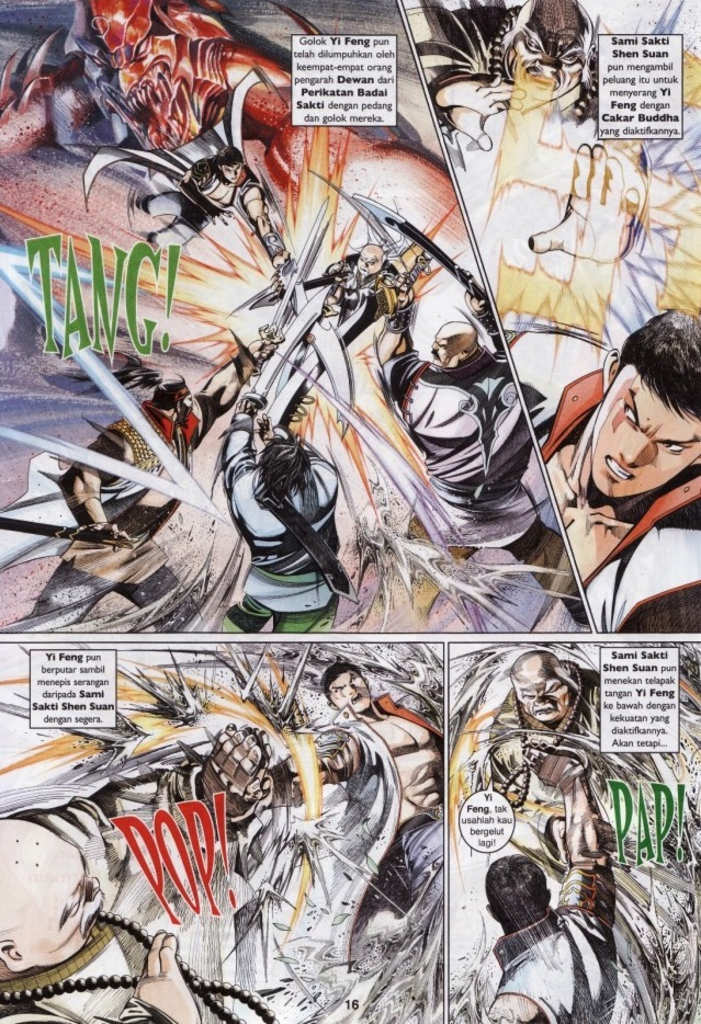 Golok Yi Feng pun
telah dilumpuhkan oleh
keempat-empat orang
pengarah Dewan dari
Perikatan Badai
Sakti dengan pedang
dan golok mereka.
Sami Sakti
Shen Suan
pun mengambil
peluang itu untuk
menyerang Yi
Feng dengan
Cakar Buddha
yang diaktifkannya.
TANG!
Yi Feng pun
berputar sambil
menepis serangan
daripada Sami
Sakti Shen Suan
dengan segera.
POP!
Sami Sakti
Shen Suan pun
menekan telapak
tangan Yi Feng
ke bawah dengan
kekuatan yang
diaktifkannya.
Akan tetapi...
Yi
Feng, tak
usahlah kau
bergelut
lagi!
PAP!
16